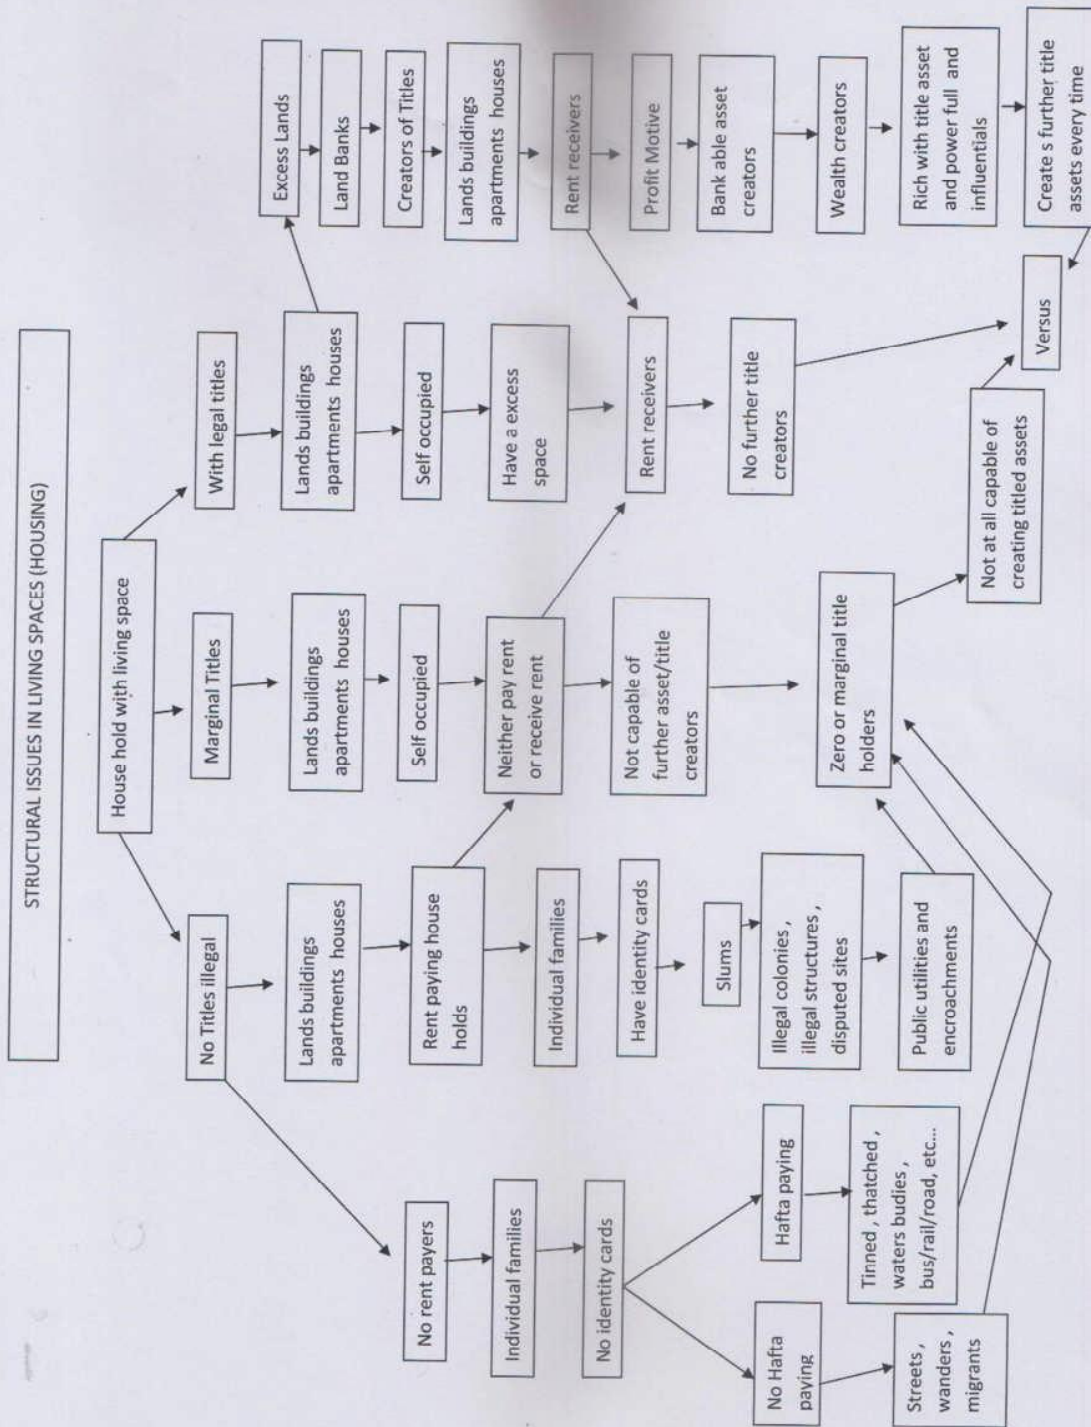 STRUCTURAL ISSUES IN LIVING SPACES (HOUSING)
House hold with living space
No Titles illegal
Marginal Titles
With legal titles
Excess Lands
Lands buildings
apartments houses
Lands buildings
apartments houses
Lands buildings
apartments houses
Land Banks
Creators of Titles
No rent payers
Rent paying house
holds
Self occupied
Self occupied
Lands buildings
apartments houses
Individual families
Individual families
Neither pay rent
or receive rent
Have a excess
space
Rent receivers
No identity cards
Have identity cards
Not capable of
further asset/title
creators
Rent receivers
Profit Motive
Slums
No further title
creators
Bank able asset
creators
No Hafta
paying
Hafta paying
Illegal colonies ,
illegal structures ,
disputed sites
Zero or marginal title
holders
Wealth creators
Streets ,
wanders ,
migrants
Tinned , thatched ,
waters budies ,
bus/rail/road, etc...
Public utilities and
encroachments
Rich with title asset
and power full and
influentials
Not at all capable of
creating titled assets
Versus
Create s further title
assets every time